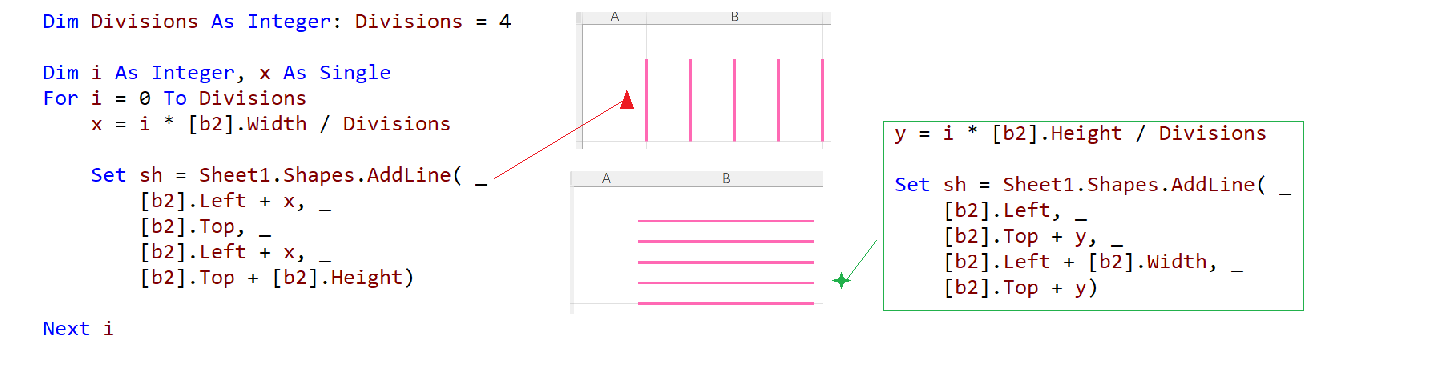 Dim Divisions As Integer: Divisions = 4
Dim i As Integer, x As Single
For i = 0 To Divisions
x = i * [b2].Width / Divisions
Set sh = Sheet1.Shapes.AddLine( _
[b2].Left + x, _
[b2].Top, _
[b2].Left + x, _
[b2].Top + [b2].Height)
Next i
A B
A B
y = i * [b2].Height / Divisions
Set sh = Sheet1.Shapes.AddLine( _
[b2].Left, _
[b2].Top + y, _
[b2].Left + [b2].Width, _
[b2].Top + y)